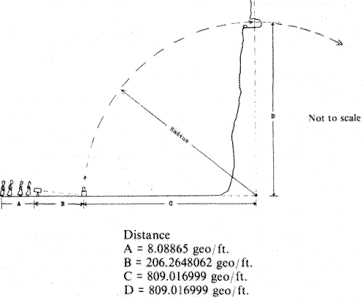 Radius
D
Not to scale
A
B
C
Distance
A = 8.08865 geo/ft.
B = 206.2648062 geo/ft.
C = 809.016999 geo/ft.
D = 809.016999 geo/ft.